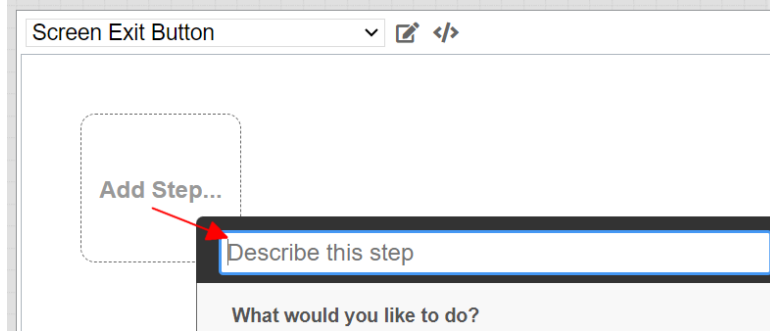 Screen Exit Button
</>
Add Step...
Describe this step
What would you like to do?